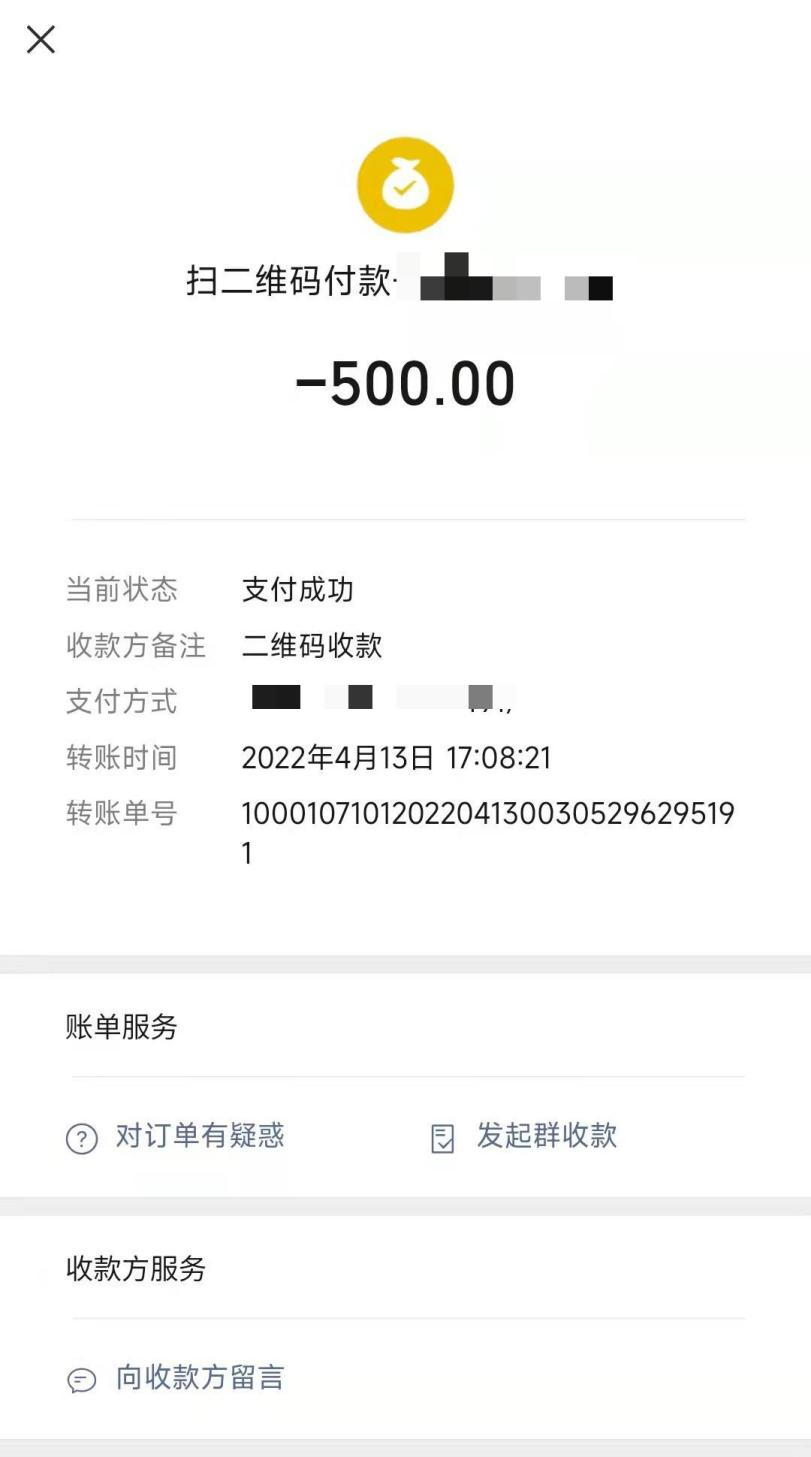 扫二维码付款-
-500.00
当前状态 支付成功
收款方备注 二维码收款
支付方式
转账时间 2022年4月13日 17:08:21
转账单号 100010710120220413003052962951​9
1
账单服务
对订单有疑惑 发起群收款
收款方服务
向收款方留言